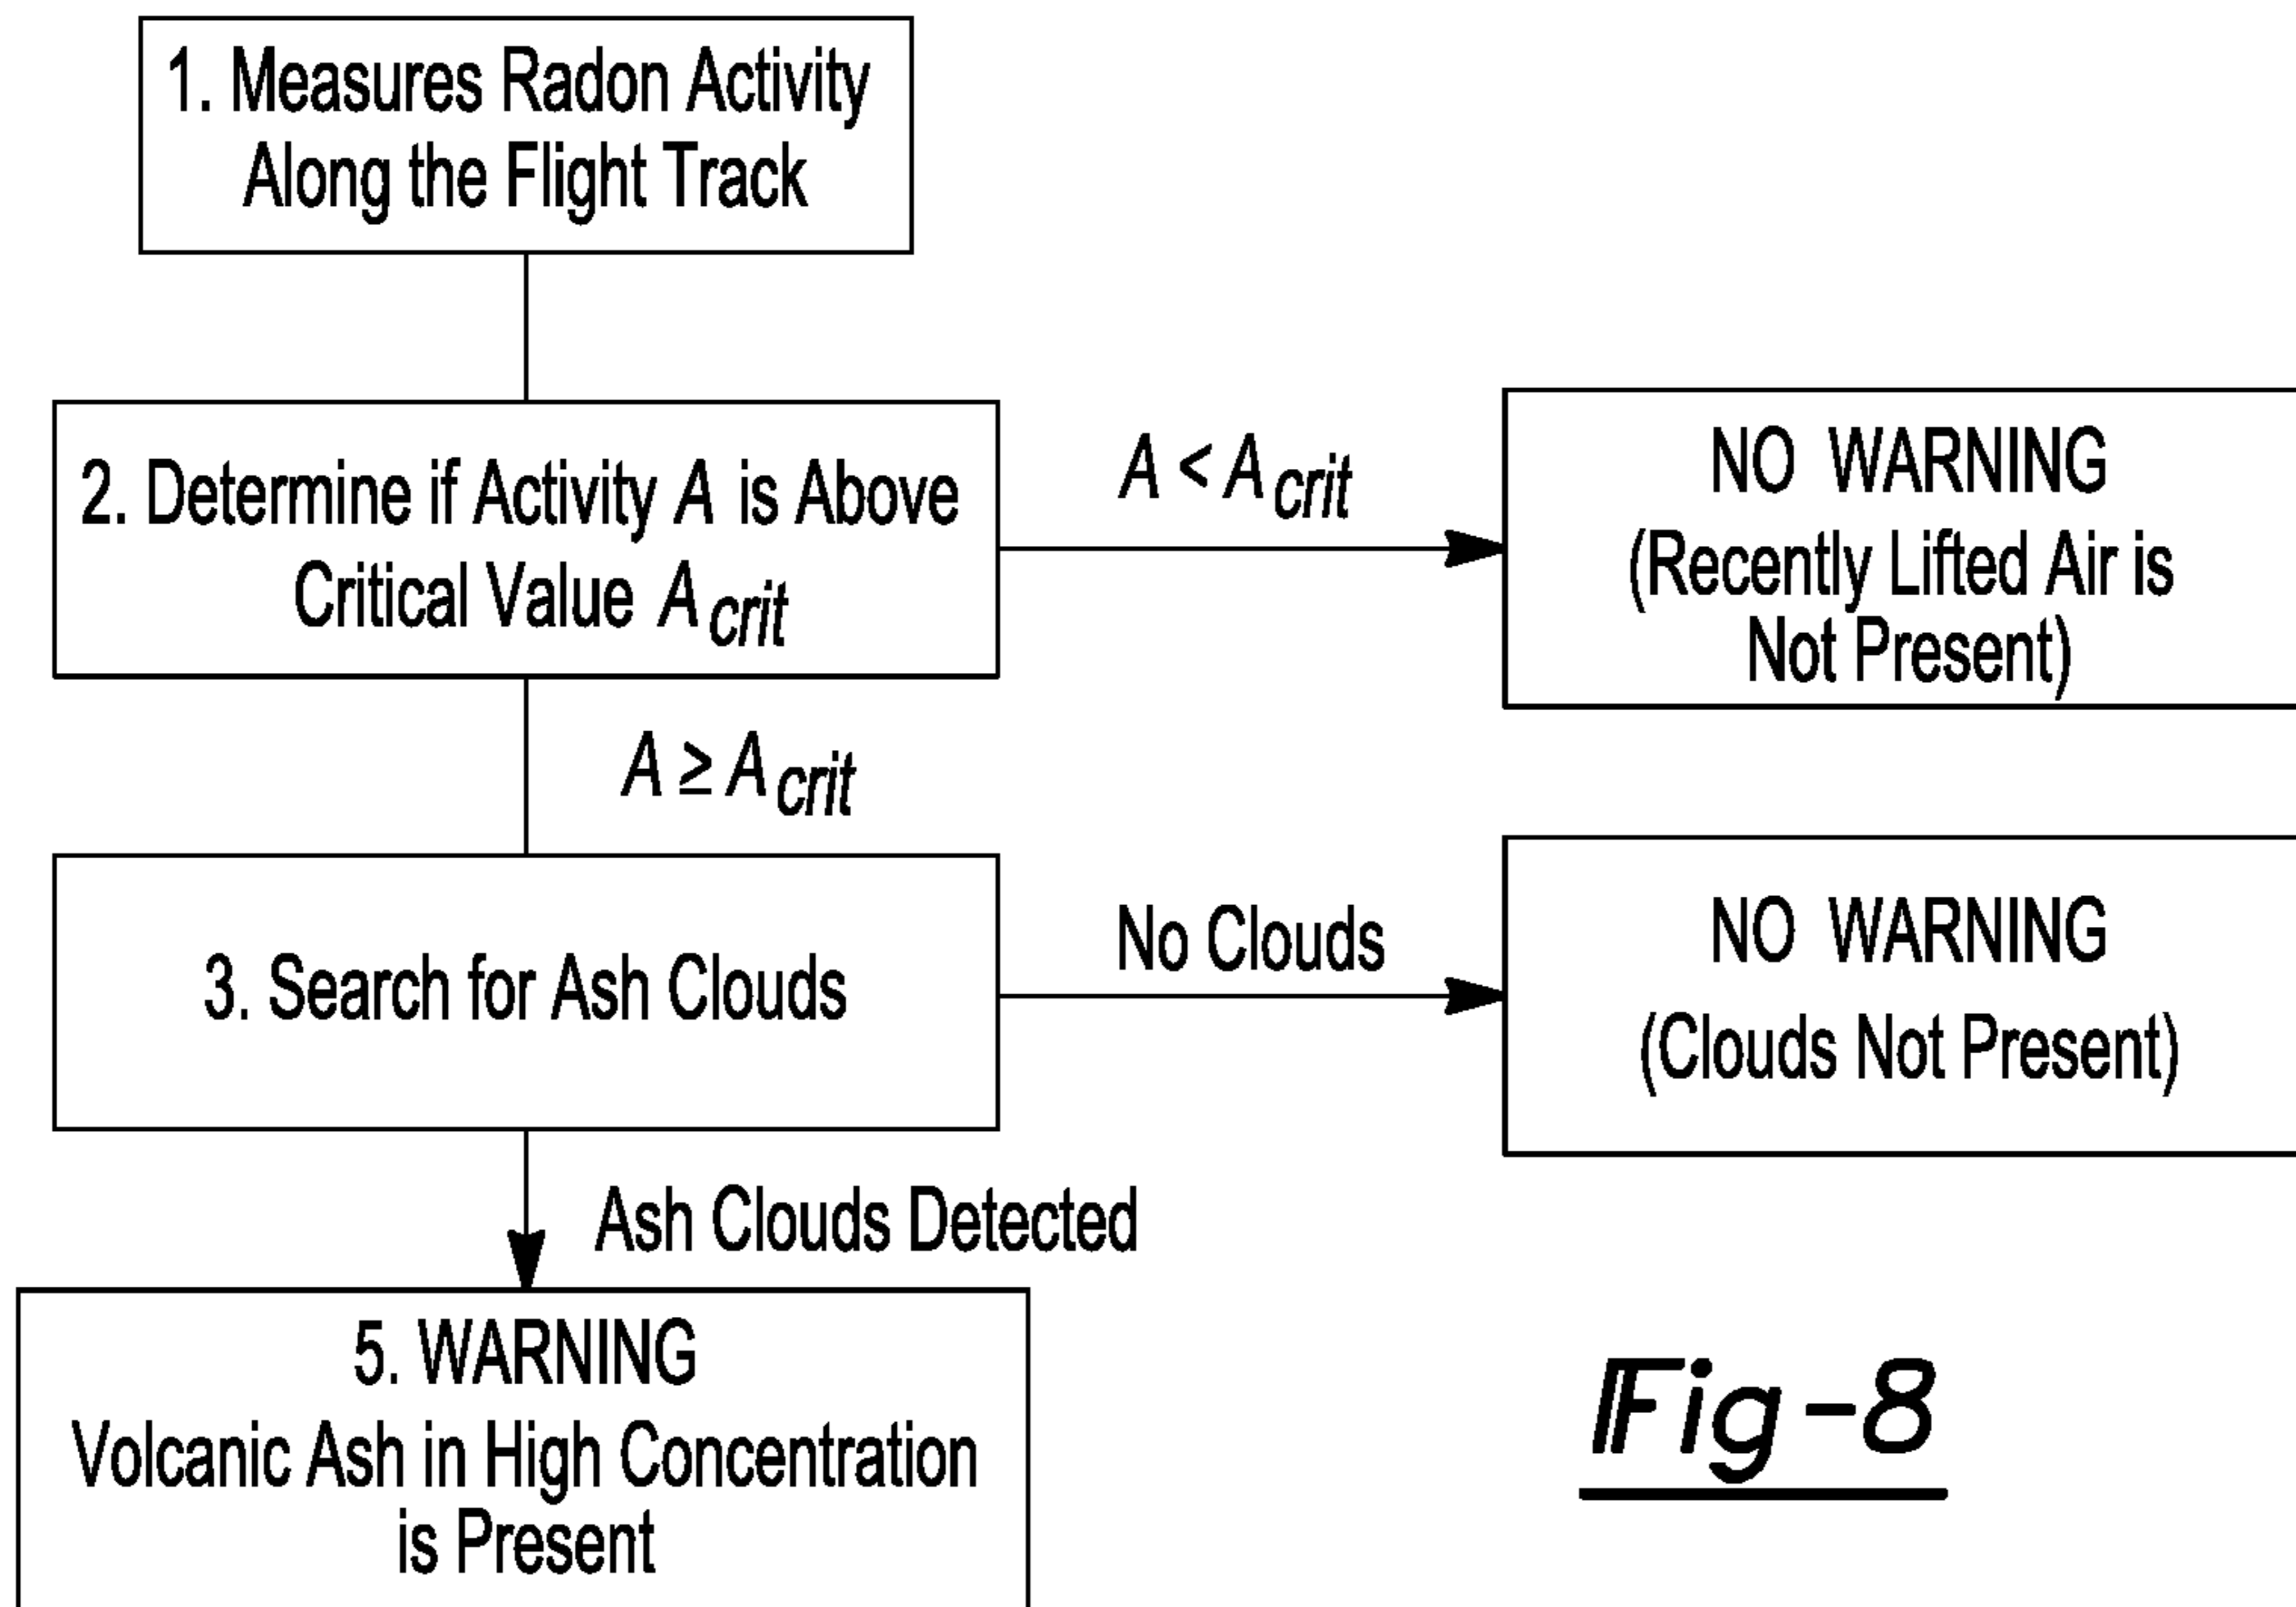 1. Measures Radon Activity
Along the Flight Track
2. Determine if Activity A is Above
Critical Value A crit
A < A crit
NO WARNING
(Recently Lifted Air is
Not Present)
A ≥ A crit
3. Search for Ash Clouds
No Clouds
NO WARNING
(Clouds Not Present)
Ash Clouds Detected
5. WARNING
Volcanic Ash in High Concentration
is Present
Fig-8